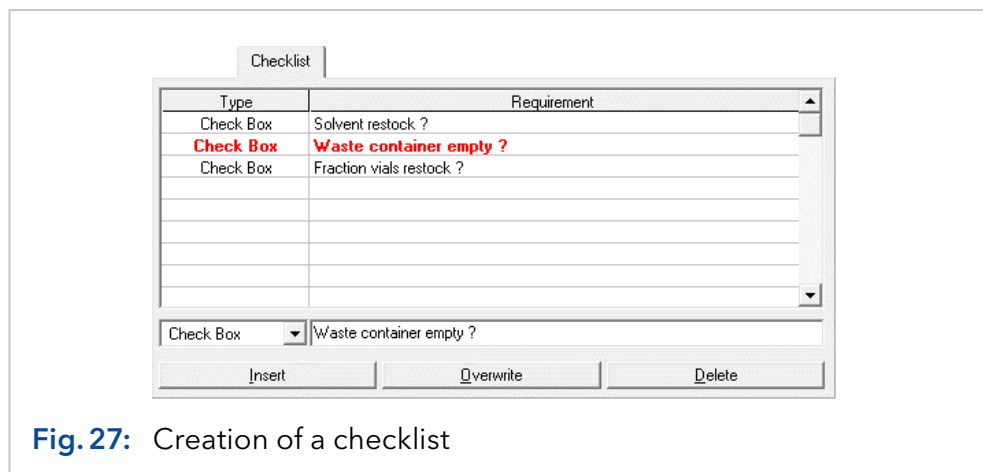 Checklist
Type Requirement
Check Box Solvent restock ?
Check Box Waste container empty ?
Check Box Fraction vials restock ?
Check Box Waste container empty ?
Insert Overwrite Delete
Fig. 27: Creation of a checklist